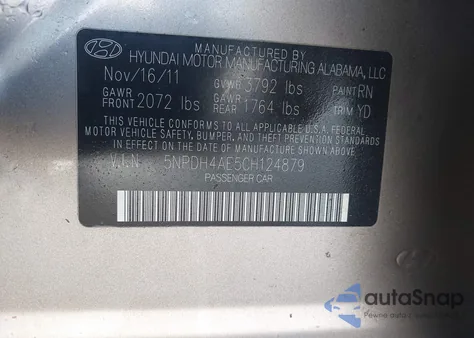 MANUFACTURED BY
HYUNDAI MOTOR MANUFACTURING ALABAMA, LLC
Nov/16/11 GVWR 3792 lbs PAINT RN
GAWR FRONT 2072 lbs GAWR REAR 1764 lbs TRIM YD
THIS VEHICLE CONFORMS TO ALL APPLICABLE U.S.A. FEDERAL
MOTOR VEHICLE SAFETY, BUMPER, AND THEFT PREVENTION STANDARDS
IN EFFECT ON THE DATE OF MANUFACTURE SHOWN ABOVE.
V.I.N. 5NPDH4AE5CH124879
PASSENGER CAR
autoSnap
Pewne auto z